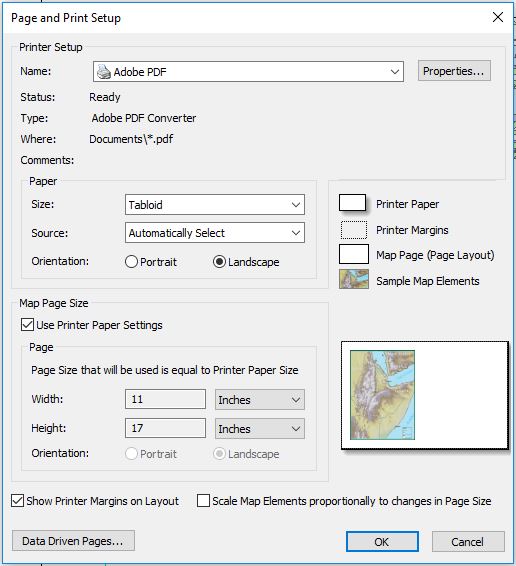 Page and Print Setup
Printer Setup
Name: Adobe PDF Properties...
Status: Ready
Type: Adobe PDF Converter
Where: Documents\*.pdf
Comments:
Paper
Size: Tabloid
Source: Automatically Select
Orientation: Portrait Landscape
Printer Paper
Printer Margins
Map Page (Page Layout)
Sample Map Elements
Map Page Size
Use Printer Paper Settings
Page
Page Size that will be used is equal to Printer Paper Size
Width: 11 Inches
Height: 17 Inches
Orientation: Portrait Landscape
Show Printer Margins on Layout Scale Map Elements proportionally to changes in Page Size
Data Driven Pages... OK Cancel